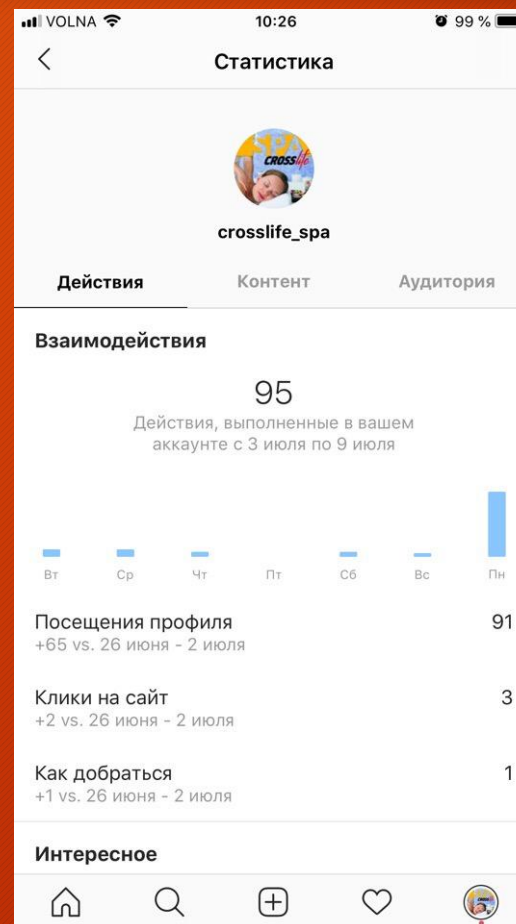 VOLNA 10:26 99 %
Статистика
SPA
CROSSlife
crosslife_spa
Действия Контент Аудитория
Взаимодействия
95
Действия, выполненные в вашем
аккаунте с 3 июля по 9 июля
Вт Ср Чт Пт Сб Вс Пн
Посещения профиля 91
+65 vs. 26 июня - 2 июля
Клики на сайт 3
+2 vs. 26 июня - 2 июля
Как добраться 1
+1 vs. 26 июня - 2 июля
Интересное